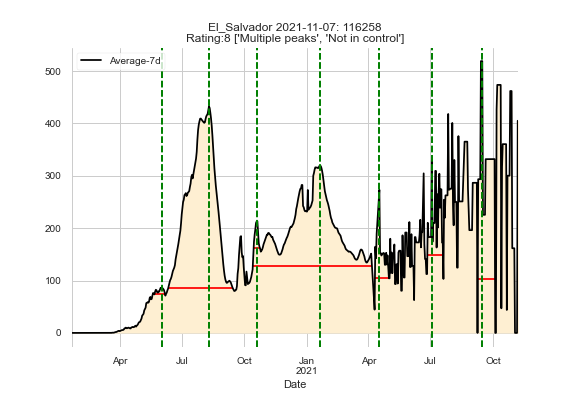 El_Salvador 2021-11-07: 116258
Rating:8 ['Multiple peaks', 'Not in control']
Average-7d
500
400
300
200
100
0
Apr Jul Oct Jan Apr Jul Oct
2021
Date